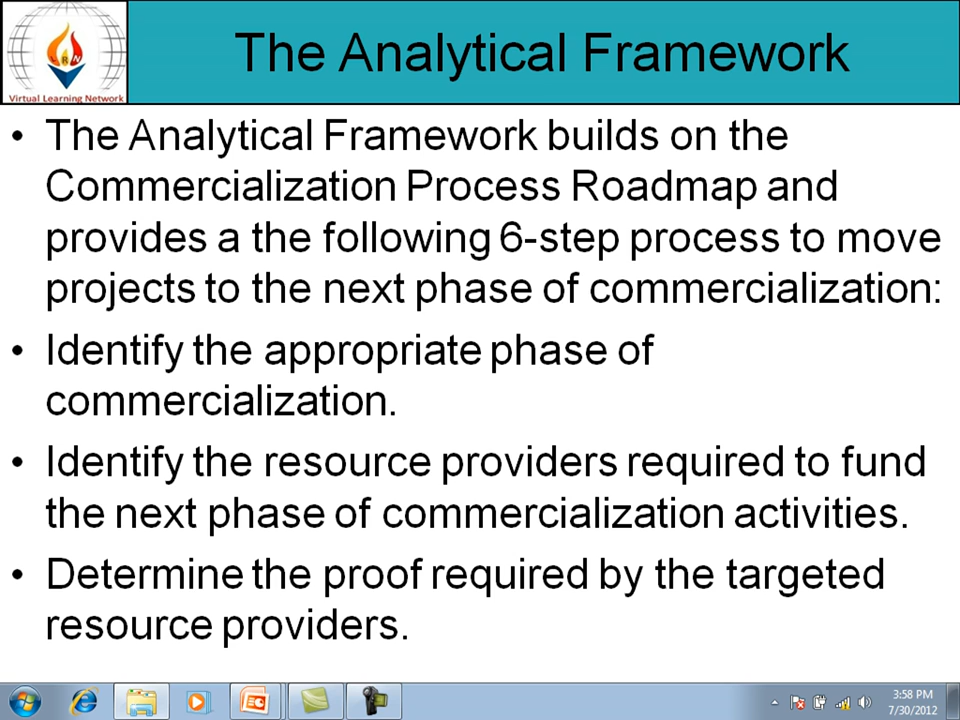 The Analytical Framework
RN
Virtual Learning Network
• The Analytical Framework builds on the
Commercialization Process Roadmap and
provides a the following 6-step process to move
projects to the next phase of commercialization:
• Identify the appropriate phase of
commercialization.
• Identify the resource providers required to fund
the next phase of commercialization activities.
• Determine the proof required by the targeted
resource providers.
3:58 PM
7/30/2012